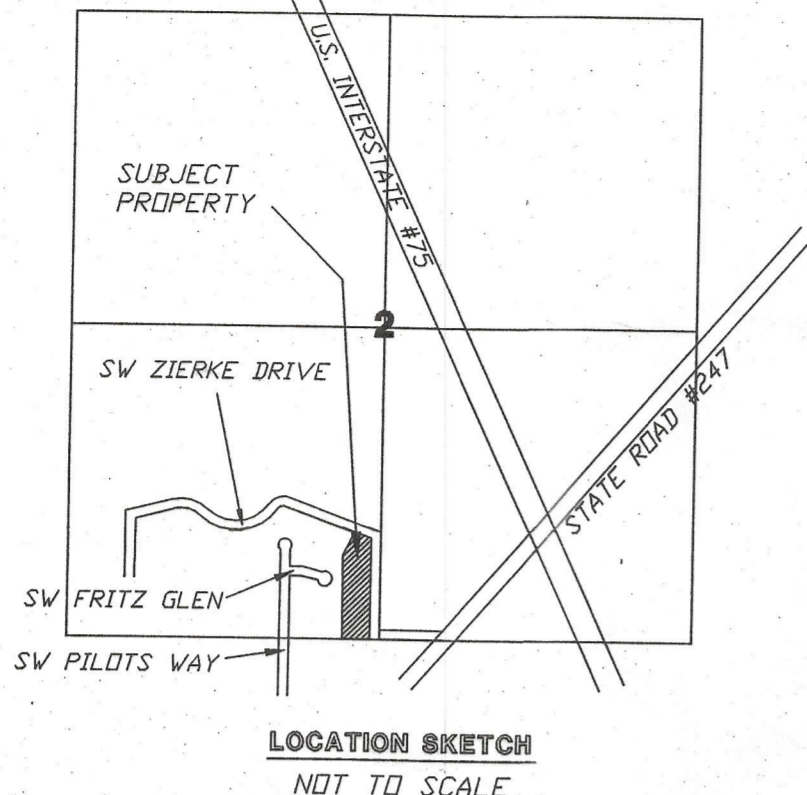 U.S. INTERSTATE #75
SUBJECT
PROPERTY
2
SW ZIERKE DRIVE
STATE ROAD #247
SW FRITZ GLEN
SW PILOTS WAY
LOCATION SKETCH
NOT TO SCALE